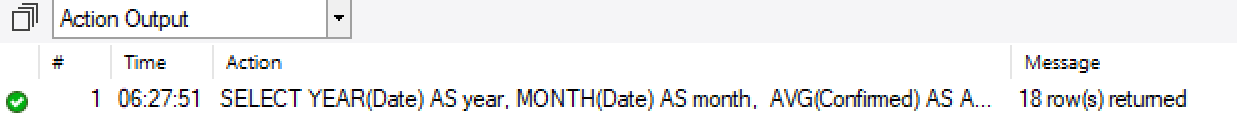 Action Output
# Time Action Message
1 06:27:51 SELECT YEAR(Date) AS year, MONTH(Date) AS month, AVG(Confirmed) AS A... 18 row(s) returned